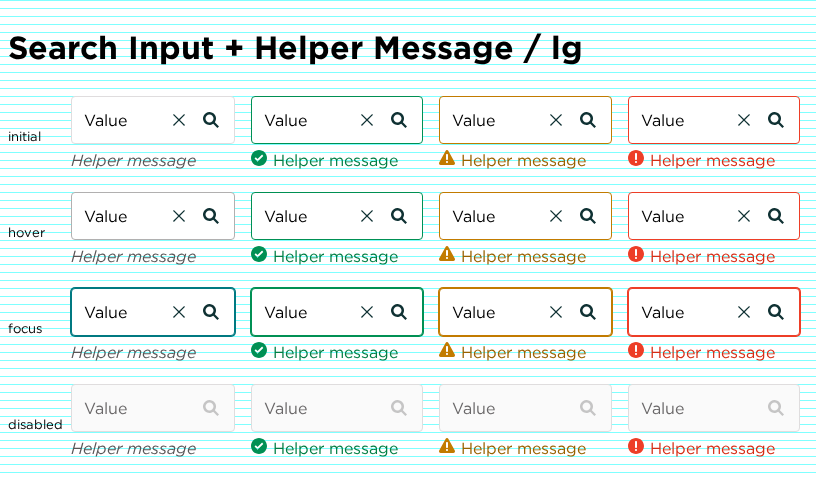 Search Input + Helper Message / lg
initial Value Value Value Value
Helper message Helper message Helper message Helper message
hover Value Value Value Value
Helper message Helper message Helper message Helper message
focus Value Value Value Value
Helper message Helper message Helper message Helper message
disabled Value Value Value Value
Helper message Helper message Helper message Helper message